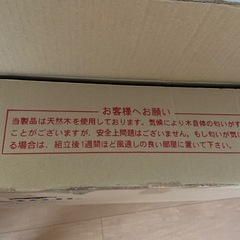 お客様へお願い
当製品は天然木を使用しております。気候により木自体の匂いがす
ことがございますが、安全上問題はございません。もし匂いが気に
る場合は、組立後1週間ほど風通しの良い部屋に置いて下さい。